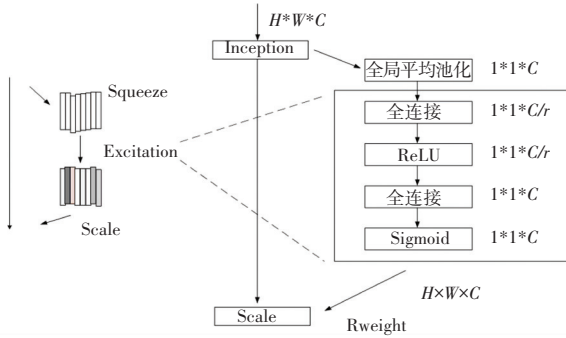 H*W*C
Inception
全局平均池化 1*1*C
Squeeze
全连接 1*1*C/r
Excitation
ReLU 1*1*C/r
全连接 1*1*C
Scale
Sigmoid 1*1*C
H×W×C
Scale
Rweight